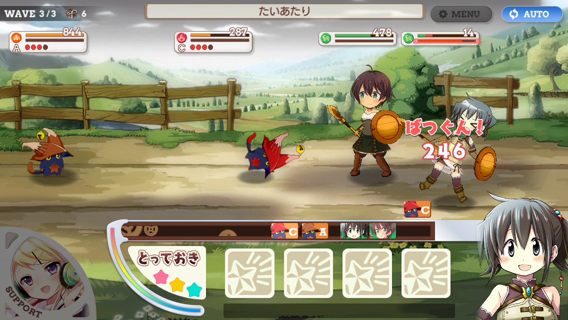 WAVE 3/3 6
たいあたり
MENU
AUTO
844
A
287
C
478
14
ばつぐん!
246
C
C A
とっておき
SUPPORT